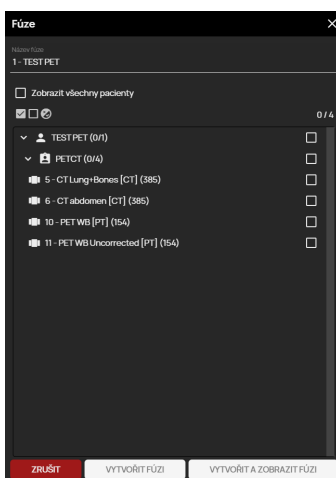 Fúze
Název fúze
1 - TEST PET
Zobrazit všechny pacienty
0 / 4
TEST PET (0/1)
PETCT (0/4)
5 - CT Lung+Bones [CT] (385)
6 - CT abdomen [CT] (385)
10 - PET WB [PT] (154)
11 - PET WB Uncorrected [PT] (154)
ZRUŠIT VYTVOŘIT FÚZI VYTVOŘIT A ZOBRAZIT FÚZI